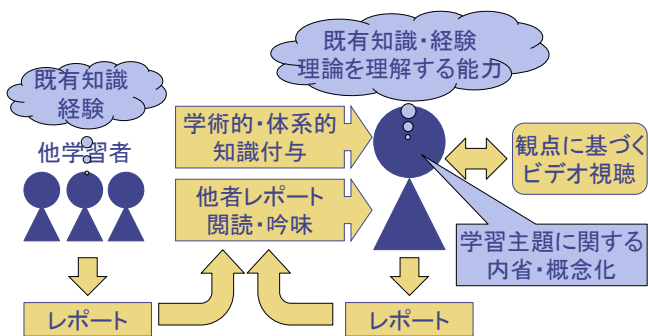 既有知識
経験
他学習者
既有知識・経験
理論を理解する能力
学術的・体系的
知識付与
他者レポート
閲読・吟味
観点に基づく
ビデオ視聴
学習主題に関する
内省・概念化
レポート
レポート